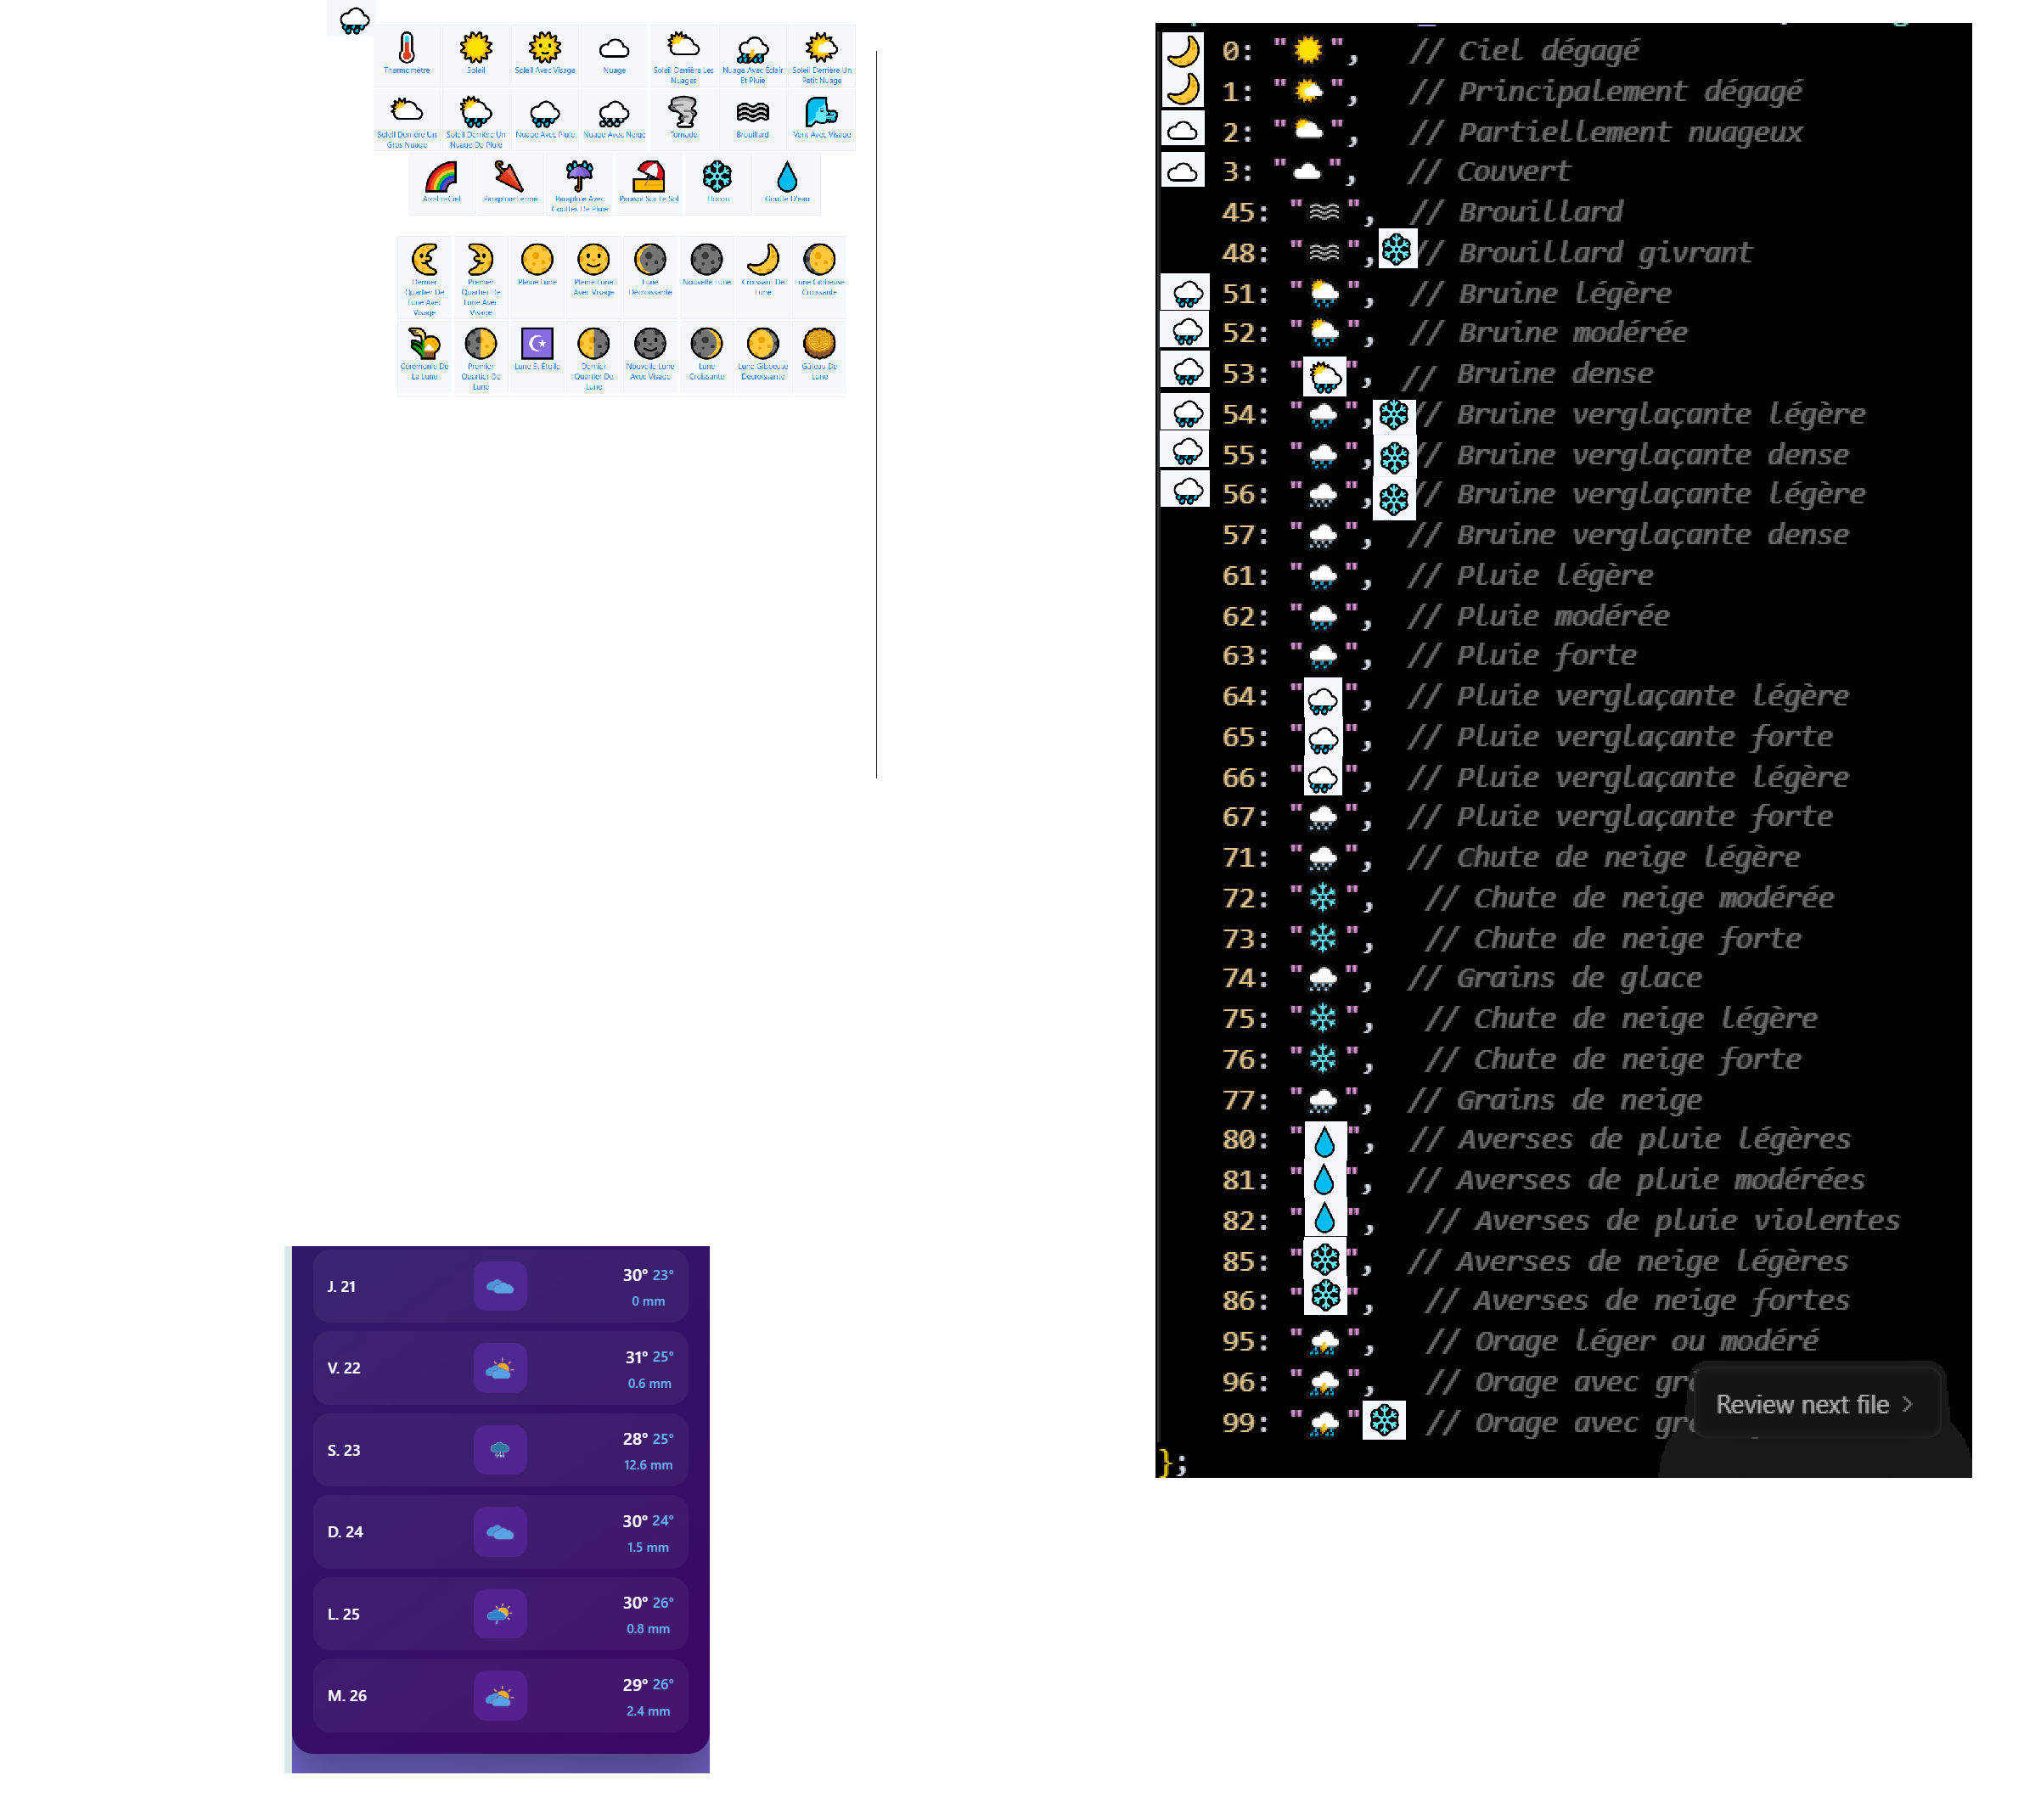 Thermomètre
Soleil
Soleil Avec Visage
Nuage
Soleil Derrière Les Nuages
Nuage Avec Éclair Et Pluie
Soleil Derrière Un Petit Nuage
Soleil Derrière Un Gros Nuage
Soleil Derrière Un Nuage De Pluie
Nuage Avec Pluie
Nuage Avec Neige
Tornade
Brouillard
Vent Avec Visage
Arc-En-Ciel
Parapluie Fermé
Parapluie Avec Gouttes De Pluie
Parasol Sur Le Sol
Flocon
Goutte D'eau
Dernier Quartier De Lune Avec Visage
Premier Quartier De Lune Avec Visage
Pleine Lune
Pleine Lune Avec Visage
Lune Décroissante
Nouvelle Lune
Croissant De Lune
Lune Gibbeuse Croissante
Cérémonie De La Lune
Premier Quartier De Lune
Lune Et Étoile
Dernier Quartier De Lune
Nouvelle Lune Avec Visage
Lune Croissante
Lune Gibbeuse Décroissante
Gâteau De Lune
0: "☀️", // Ciel dégagé
1: "🌤️", // Principalement dégagé
2: "🌥️", // Partiellement nuageux
3: "☁️", // Couvert
45: "🌫️", // Brouillard
48: "🌫️", // Brouillard givrant
51: "🌦️", // Bruine légère
52: "🌦️", // Bruine modérée
53: "🌦️", // Bruine dense
54: "🌧️", // Bruine verglaçante légère
55: "🌧️", // Bruine verglaçante dense
56: "🌨️", // Bruine verglaçante légère
57: "🌨️", // Bruine verglaçante dense
61: "🌧️", // Pluie légère
62: "🌧️", // Pluie modérée
63: "🌧️", // Pluie forte
64: "🌧️", // Pluie verglaçante légère
65: "🌧️", // Pluie verglaçante forte
66: "🌧️", // Pluie verglaçante légère
67: "🌨️", // Pluie verglaçante forte
71: "🌨️", // Chute de neige légère
72: "❄️", // Chute de neige modérée
73: "❄️", // Chute de neige forte
74: "🌨️", // Grains de glace
75: "❄️", // Chute de neige légère
76: "❄️", // Chute de neige forte
77: "🌨️", // Grains de neige
80: "💧", // Averses de pluie légères
81: "💧", // Averses de pluie modérées
82: "💧", // Averses de pluie violentes
85: "❄️", // Averses de neige légères
86: "❄️", // Averses de neige fortes
95: "⛈️", // Orage léger ou modéré
96: "⛈️", // Orage avec
99: "⛈️" // Orage avec
};
Review next file >
J. 21
30° 23°
0 mm
V. 22
31° 25°
0.6 mm
S. 23
28° 25°
12.6 mm
D. 24
30° 24°
1.5 mm
L. 25
30° 26°
0.8 mm
M. 26
29° 26°
2.4 mm